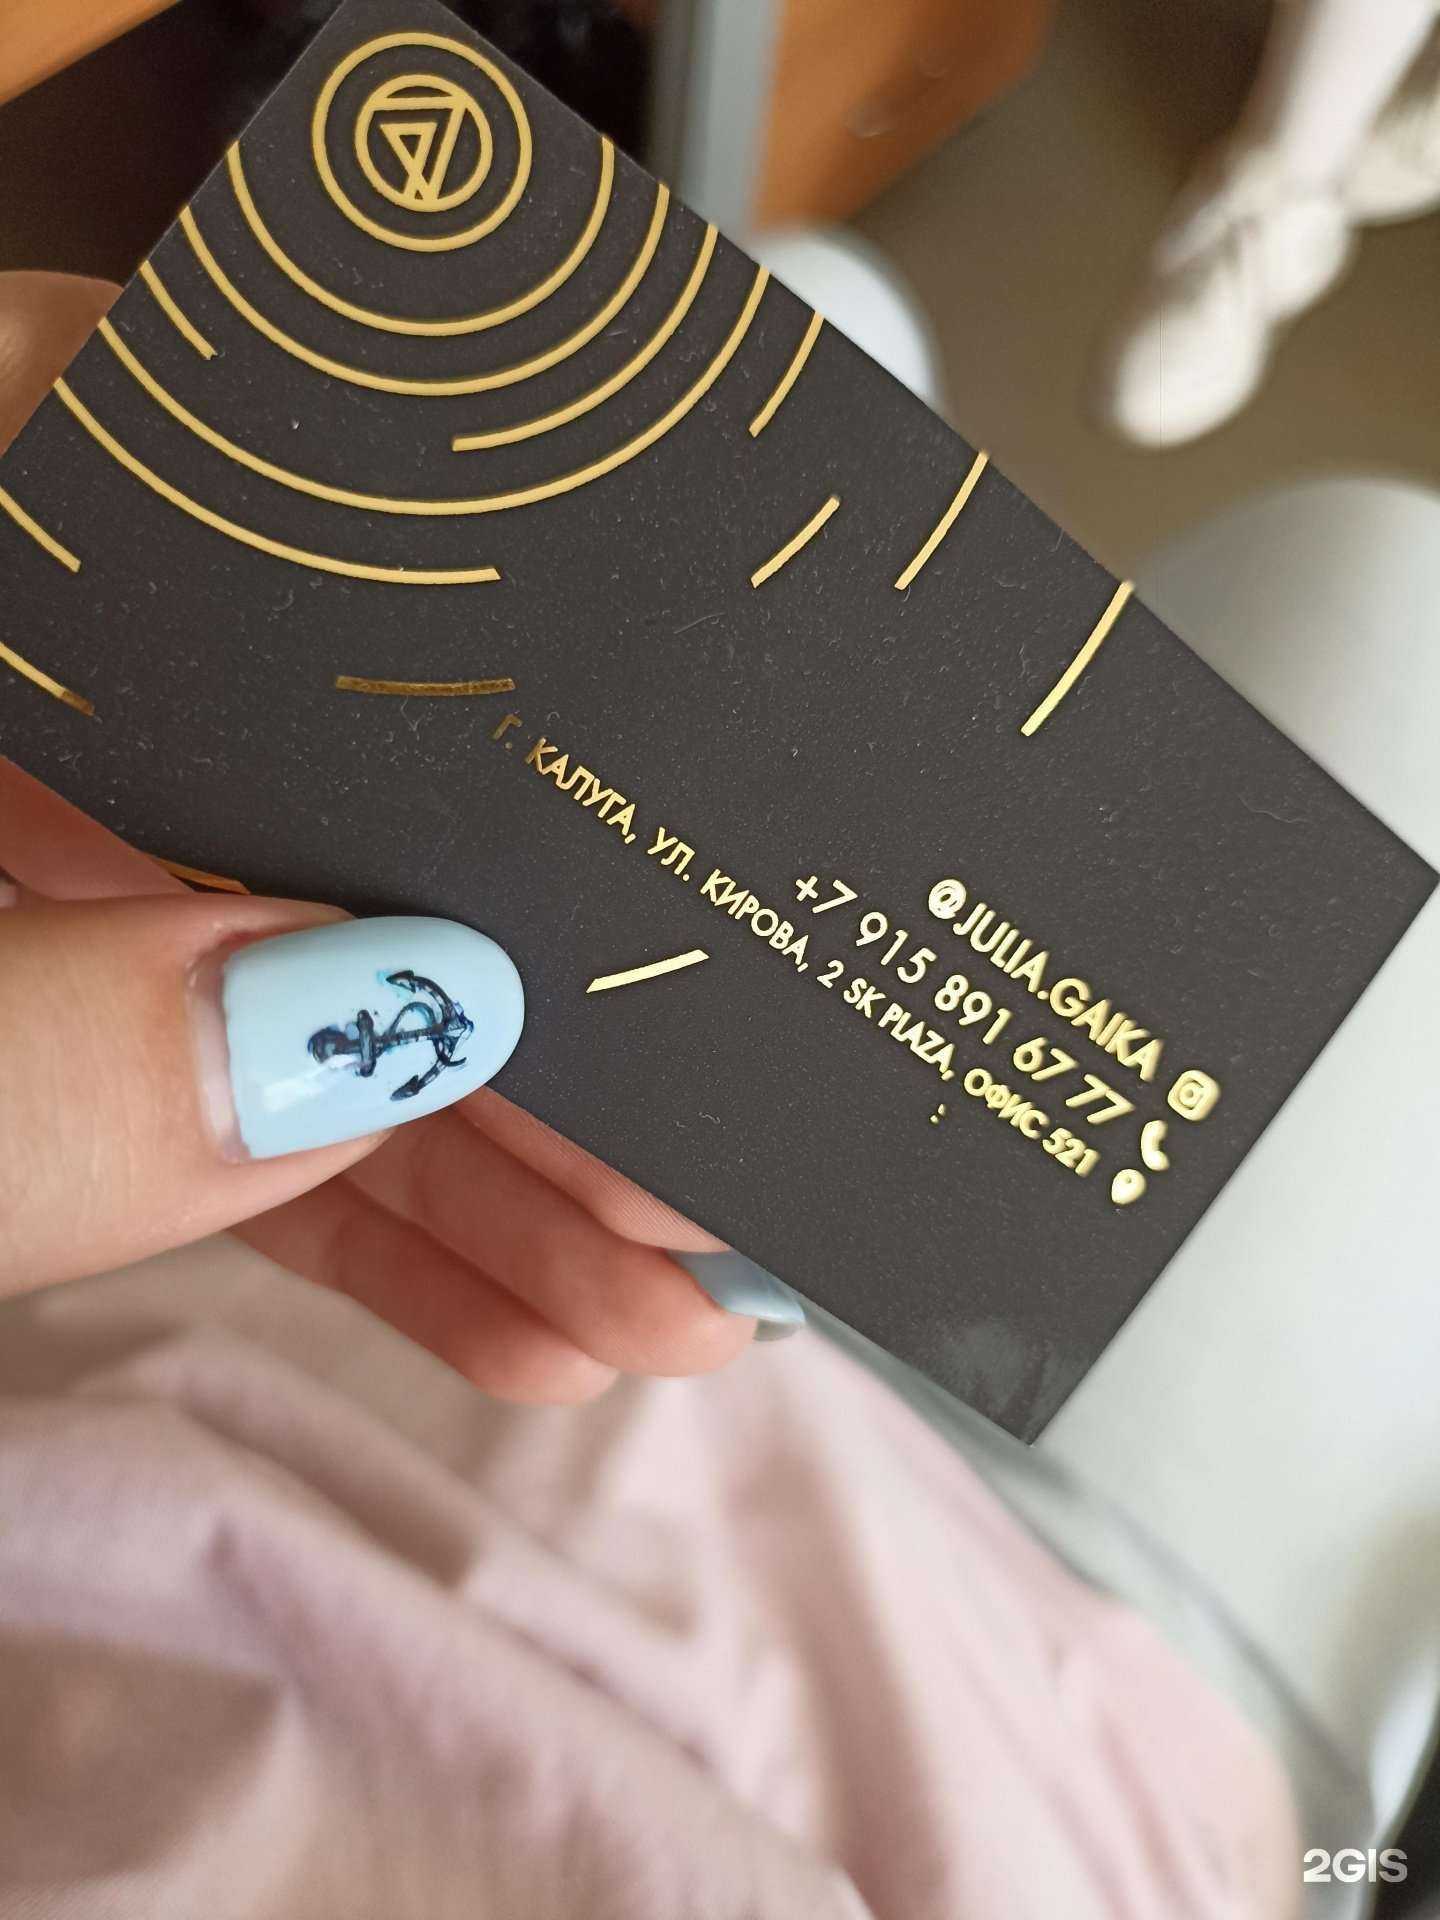 @JULIA.GAIKA
+7 915 891 67 77
Г. КАЛУГА, УЛ. КИРОВА, 2 SK PLAZA, ОФИС 521
:
2GIS